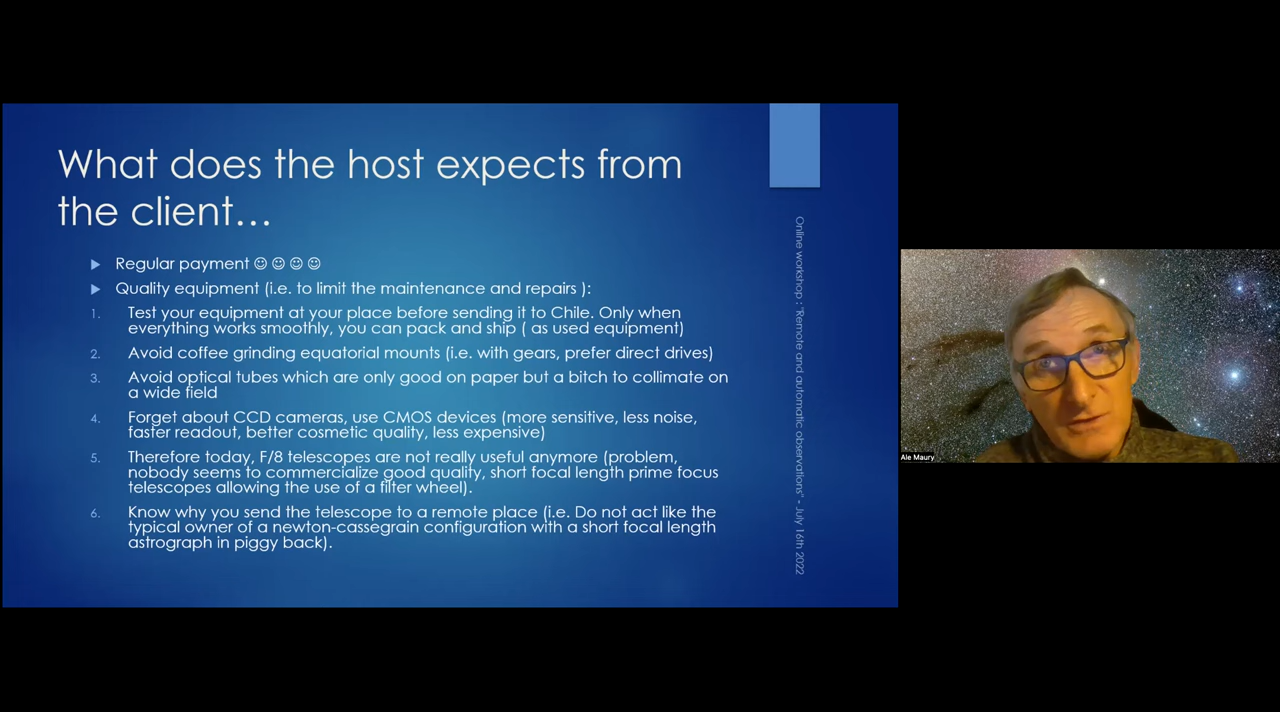 What does the host expects from
the client…
Regular payment ☺ ☺ ☺ ☺
Quality equipment (i.e. to limit the maintenance and repairs ):
1. Test your equipment at your place before sending it to Chile. Only when
everything works smoothly, you can pack and ship ( as used equipment)
2. Avoid coffee grinding equatorial mounts (i.e. with gears, prefer direct drives)
3. Avoid optical tubes which are only good on paper but a bitch to collimate on
a wide field
4. Forget about CCD cameras, use CMOS devices (more sensitive, less noise,
faster readout, better cosmetic quality, less expensive)
5. Therefore today, F/8 telescopes are not really useful anymore (problem,
nobody seems to commercialize good quality, short focal length prime focus
telescopes allowing the use of a filter wheel).
6. Know why you send the telescope to a remote place (i.e. Do not act like the
typical owner of a newton-cassegrain configuration with a short focal length
astrograph in piggy back).
Online workshop : "Remote and automatic observations" - July 16th 2022
Ale Maury